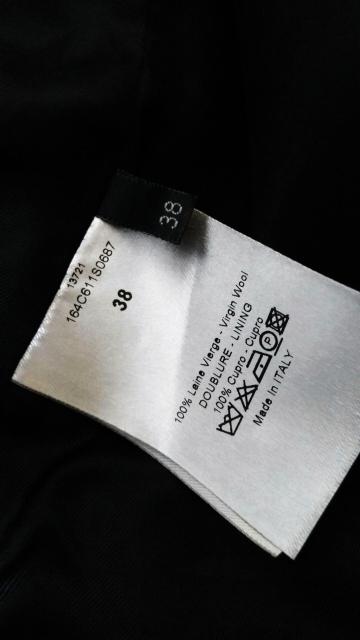 38
13721
164C611S0687
38
100% Laine Vierge - Virgin Wool
DOUBLURE - LINING
100% Cupro - Cupro
P
Made in ITALY